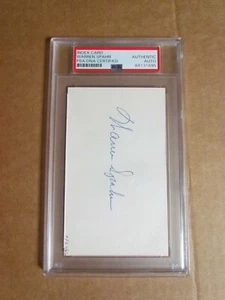 INDEX CARD
WARREN SPAHN
PSA/DNA CERTIFIED
AUTHENTIC
AUTO
Warren Spahn